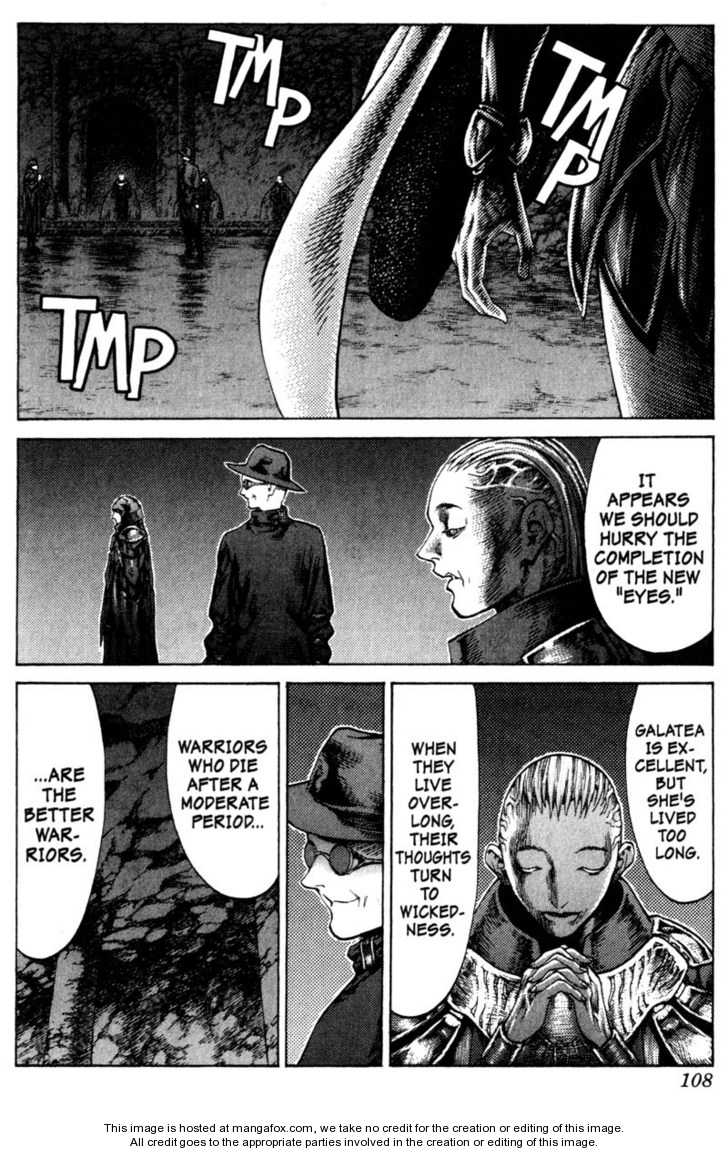 TMP
TMP
TMP
IT
APPEARS
WE SHOULD
HURRY THE
COMPLETION
OF THE NEW
"EYES."
GALATEA
IS EX-
CELLENT,
BUT
SHE'S
LIVED
TOO
LONG.
WHEN
THEY
LIVE
OVER-
LONG,
THEIR
THOUGHTS
TURN
TO
WICKED-
NESS.
WARRIORS
WHO DIE
AFTER A
MODERATE
PERIOD...
...ARE
THE
BETTER
WAR-
RIORS.
108
This image is hosted at mangafox.com, we take no credit for the creation or editing of this image.
All credit goes to the appropriate parties involved in the creation or editing of this image.